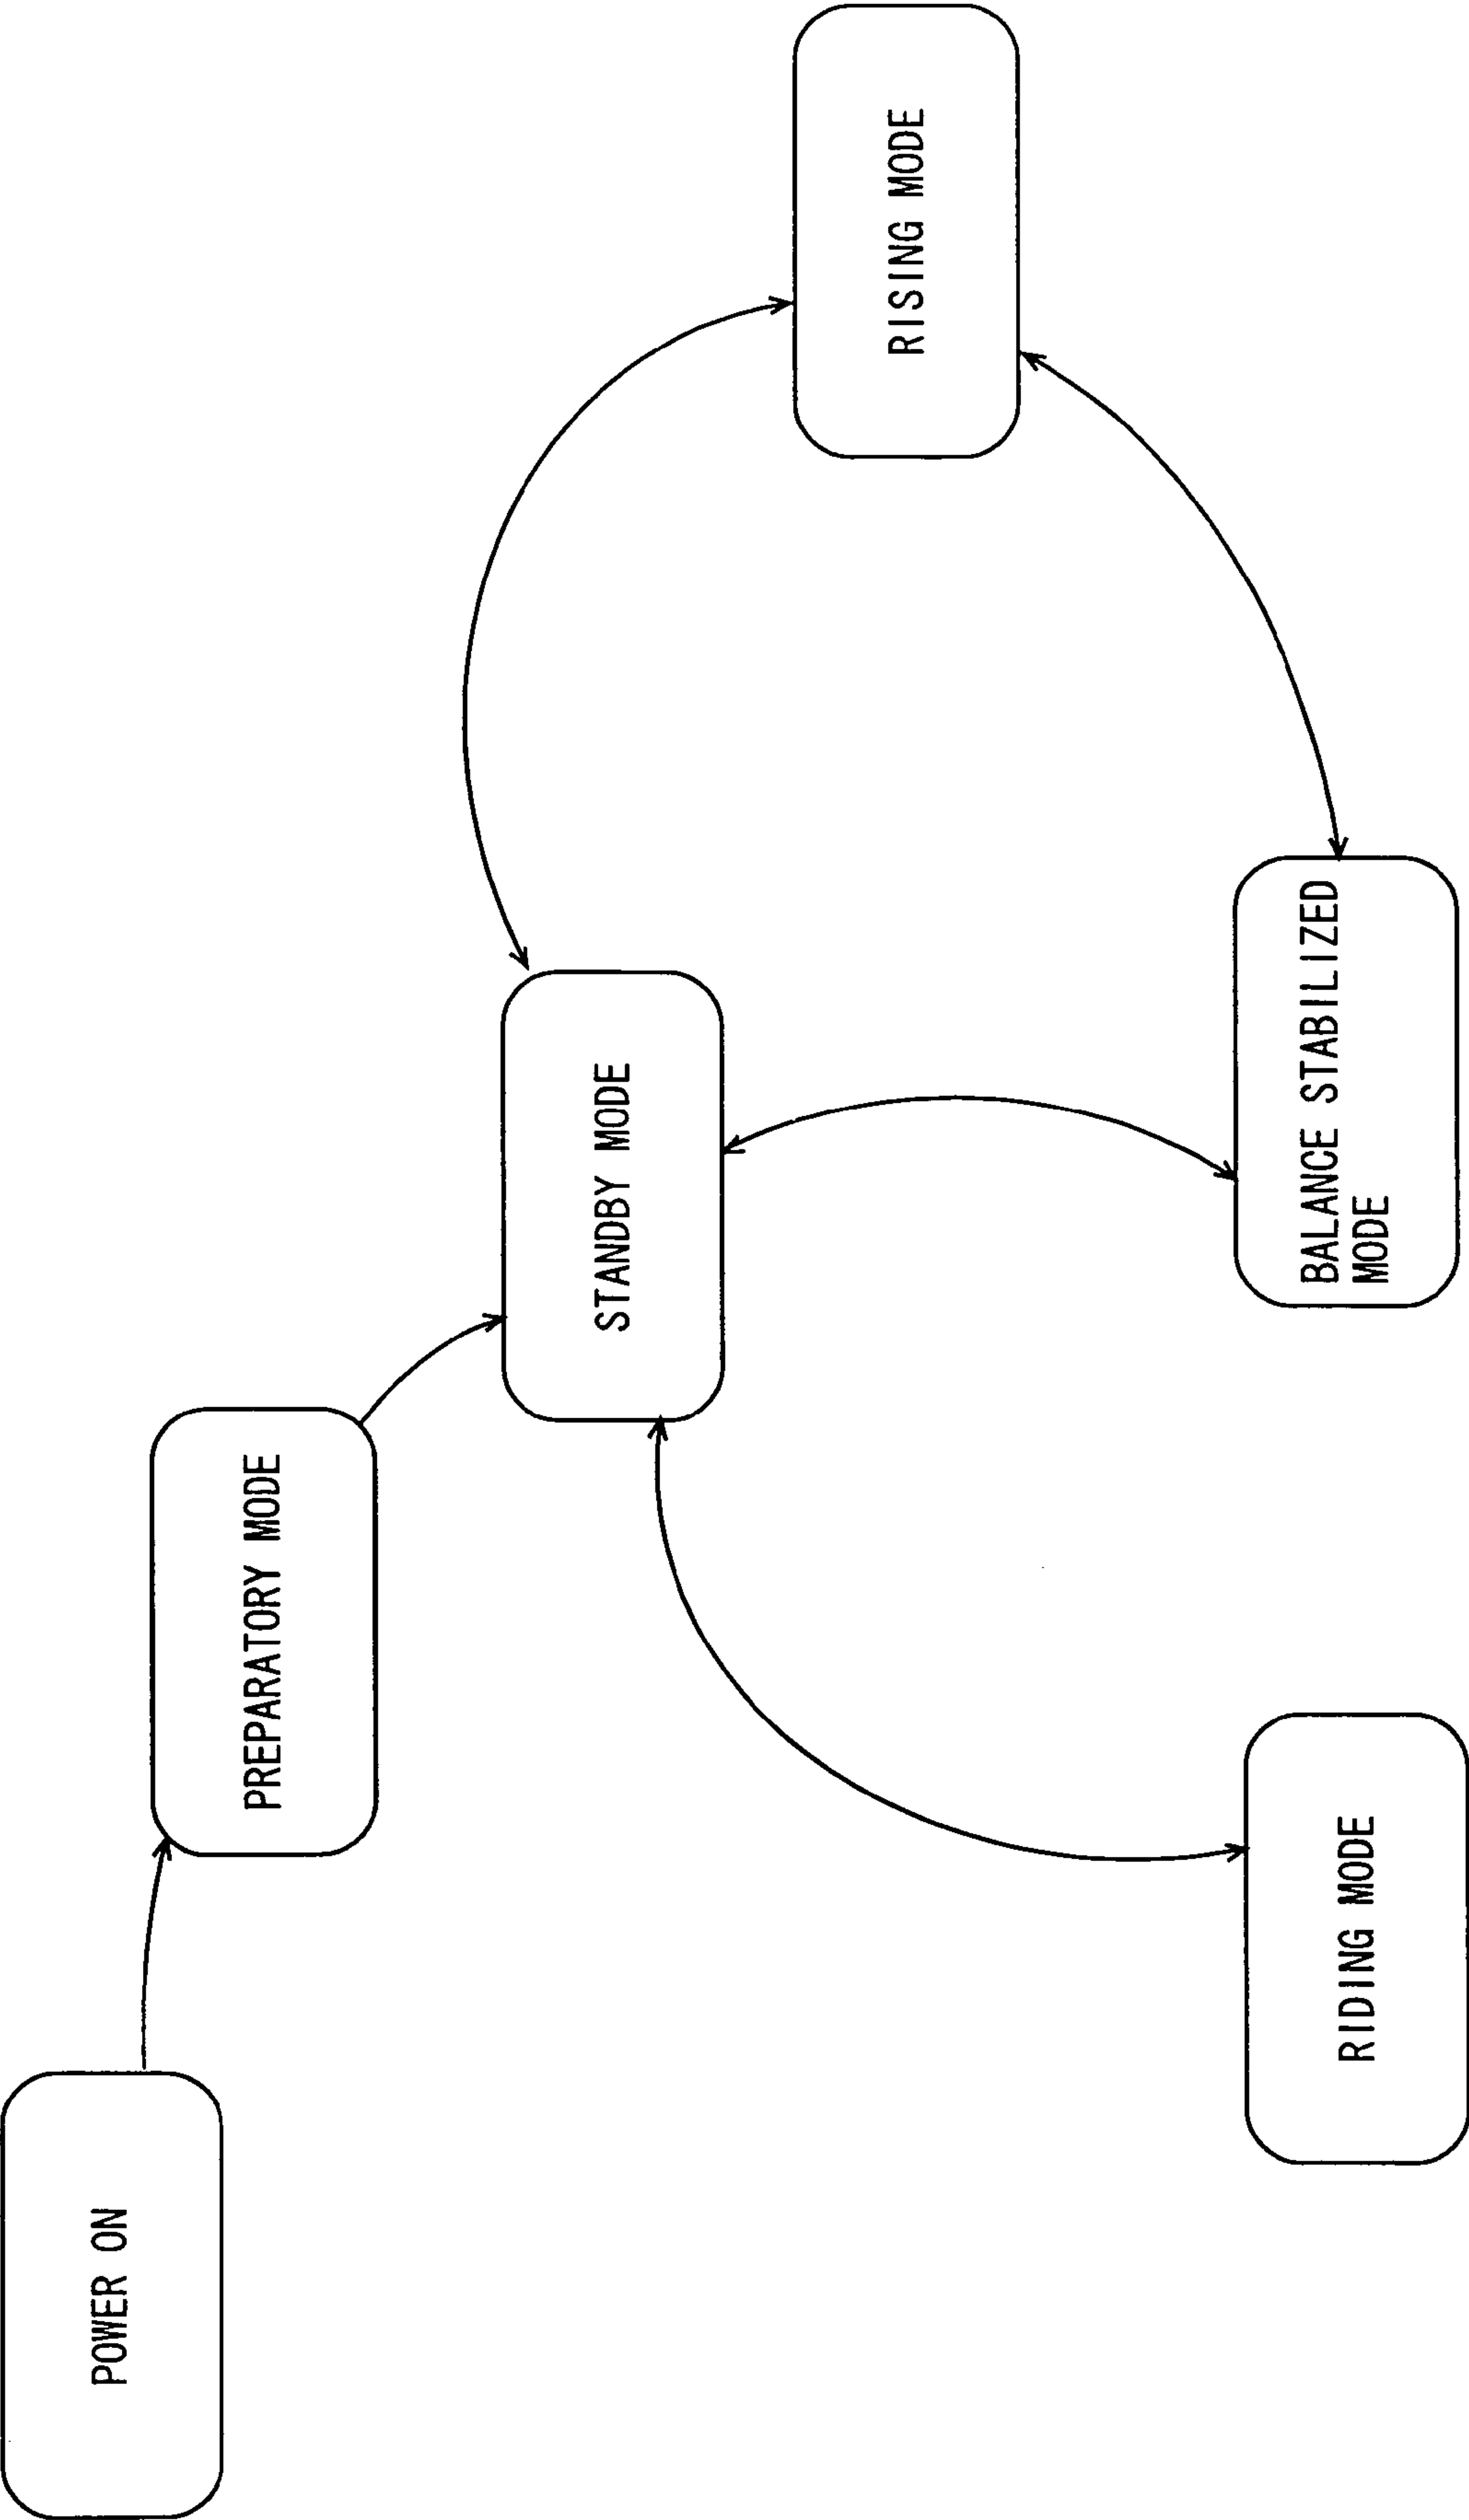 POWER ON
PREPARATORY MODE
STANDBY MODE
RISING MODE
BALANCE STABILIZED
MODE
RIDING MODE